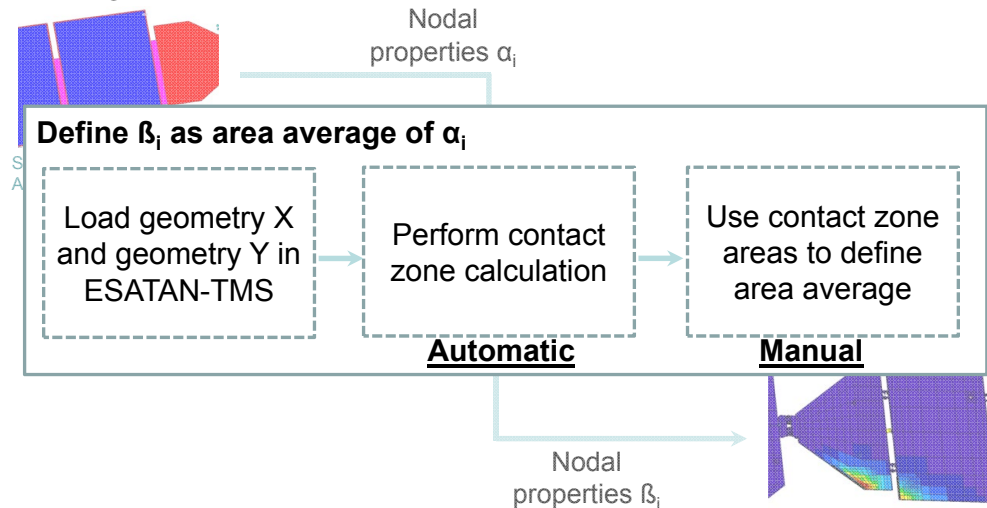 Nodal
properties αᵢ
Define ßᵢ as area average of αᵢ
S
A
Load geometry X
and geometry Y in
ESATAN-TMS
Perform contact
zone calculation
Use contact zone
areas to define
area average
Automatic
Manual
Nodal
properties ßᵢ